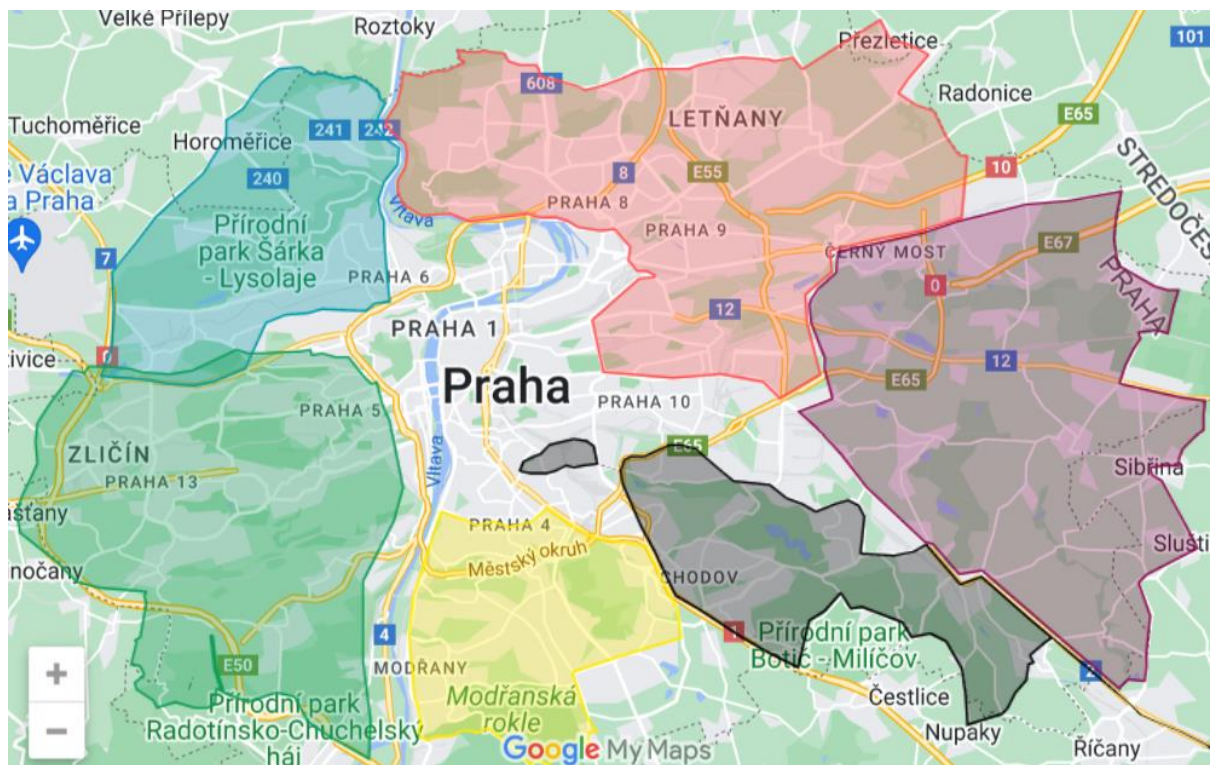 Velké Přílepy
Roztoky
Přezletice
101
608
Radonice
E65
Tuchoměřice
Horoměřice
241
242
LETŇANY
STŘEDOČES
240
8
E55
10
é Václava
a Praha
Vltava
PRAHA 8
Přírodní
park Šárka
- Lysolaje
PRAHA 9
ČERNÝ MOST
E67
7
PRAHA 6
PRAHA
0
12
PRAHA 1
12
E65
Praha
PRAHA 5
PRAHA 10
ZLIČÍN
PRAHA 13
Vltava
E65
Sibřina
PRAHA 4
Městský okruh
Slušti
CHODOV
4
1
Přírodní park
Botič - Milíčov
E50
MODŘANY
2
Přírodní park
Radotínsko-Chuchelský
háj
Modřanská
rokle
Čestlice
Nupaky
Říčany
+
−
Google My Maps